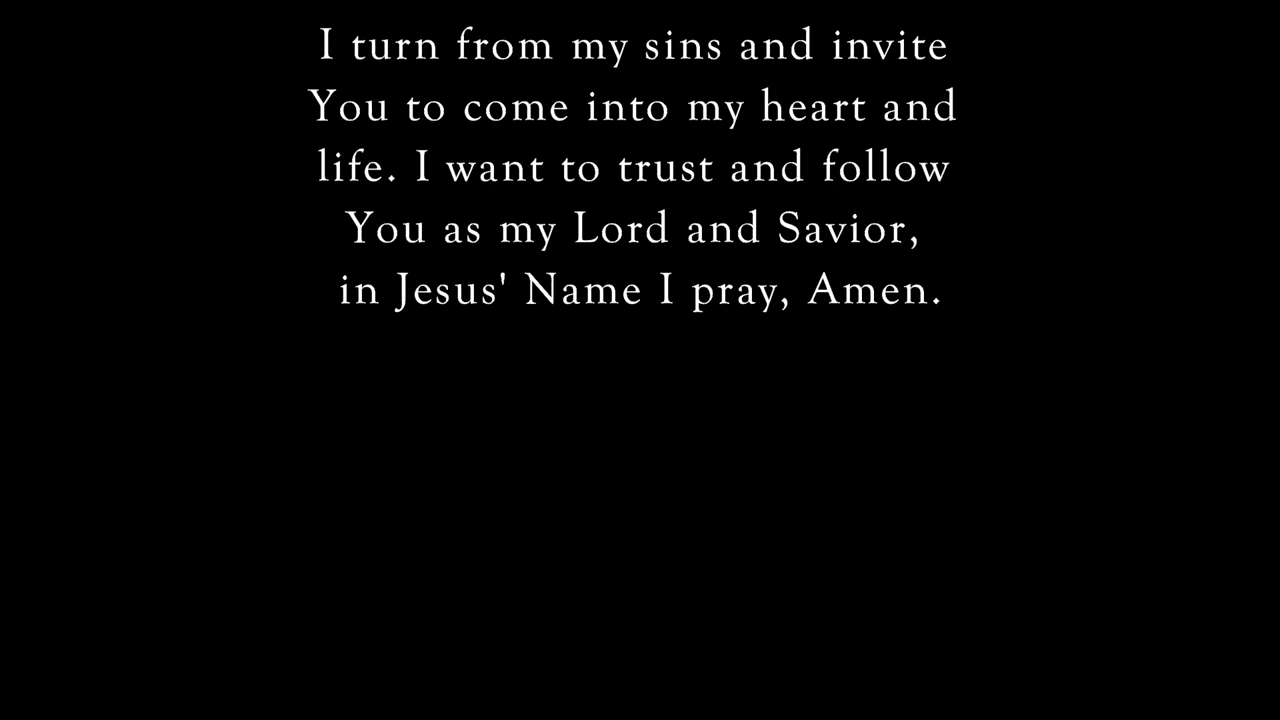 I turn from my sins and invite
You to come into my heart and
life. I want to trust and follow
You as my Lord and Savior,
in Jesus' Name I pray, Amen.